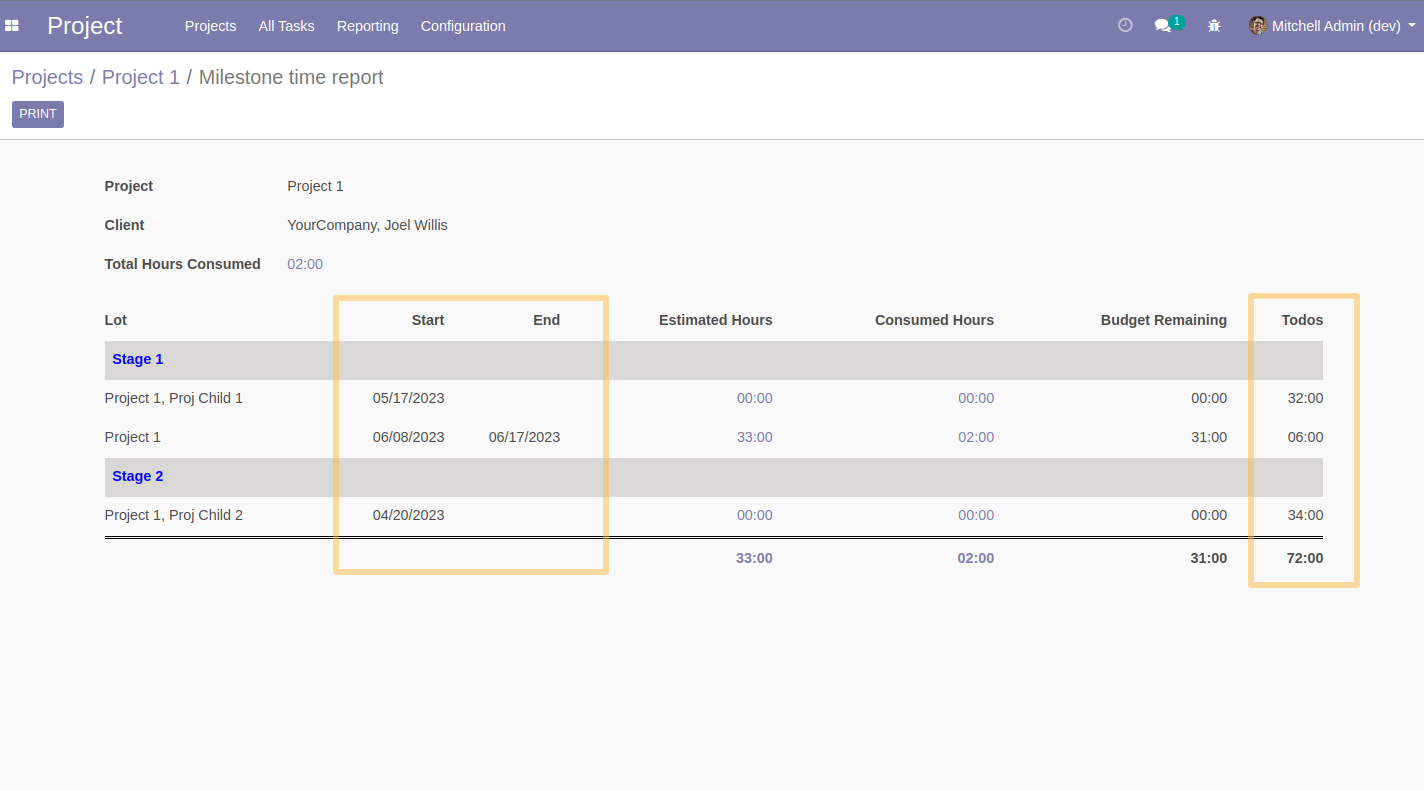 Project Projects All Tasks Reporting Configuration 1 Mitchell Admin (dev)
Projects / Project 1 / Milestone time report
PRINT
Project Project 1
Client YourCompany, Joel Willis
Total Hours Consumed 02:00
Lot Start End Estimated Hours Consumed Hours Budget Remaining Todos
Stage 1
Project 1, Proj Child 1 05/17/2023 00:00 00:00 00:00 32:00
Project 1 06/08/2023 06/17/2023 33:00 02:00 31:00 06:00
Stage 2
Project 1, Proj Child 2 04/20/2023 00:00 00:00 00:00 34:00
33:00 02:00 31:00 72:00